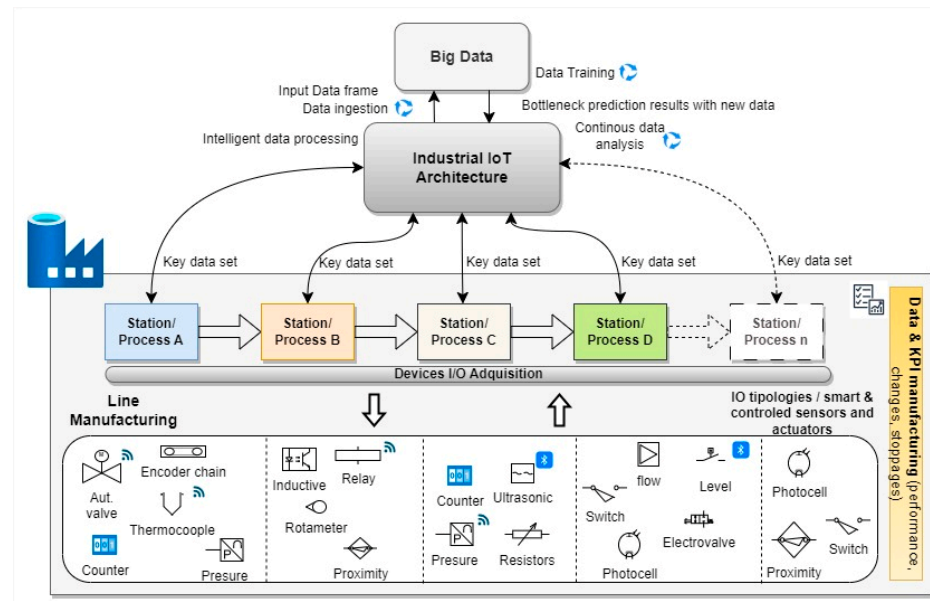 Big Data
Data Training
Input Data frame
Data ingestion
Bottleneck prediction results with new data
Intelligent data processing
Continous data
analysis
Industrial IoT
Architecture
Key data set
Key data set
Key data set
Key data set
Key data set
Station/
Process A
Station/
Process B
Station/
Process C
Station/
Process D
Station/
Process n
Devices I/O Adquisition
Line
Manufacturing
IO tipologies / smart &
controled sensors and
actuators
Data & KPI manufacturing (performance,
changes, stoppages)
M
Aut.
valve
Encoder chain
Thermocoople
001
Counter
P
Presure
Inductive
Relay
Rotameter
Proximity
001
Counter
Ultrasonic
P
Presure
Resistors
flow
Level
Switch
Electrovalve
Photocell
Photocell
Switch
Proximity